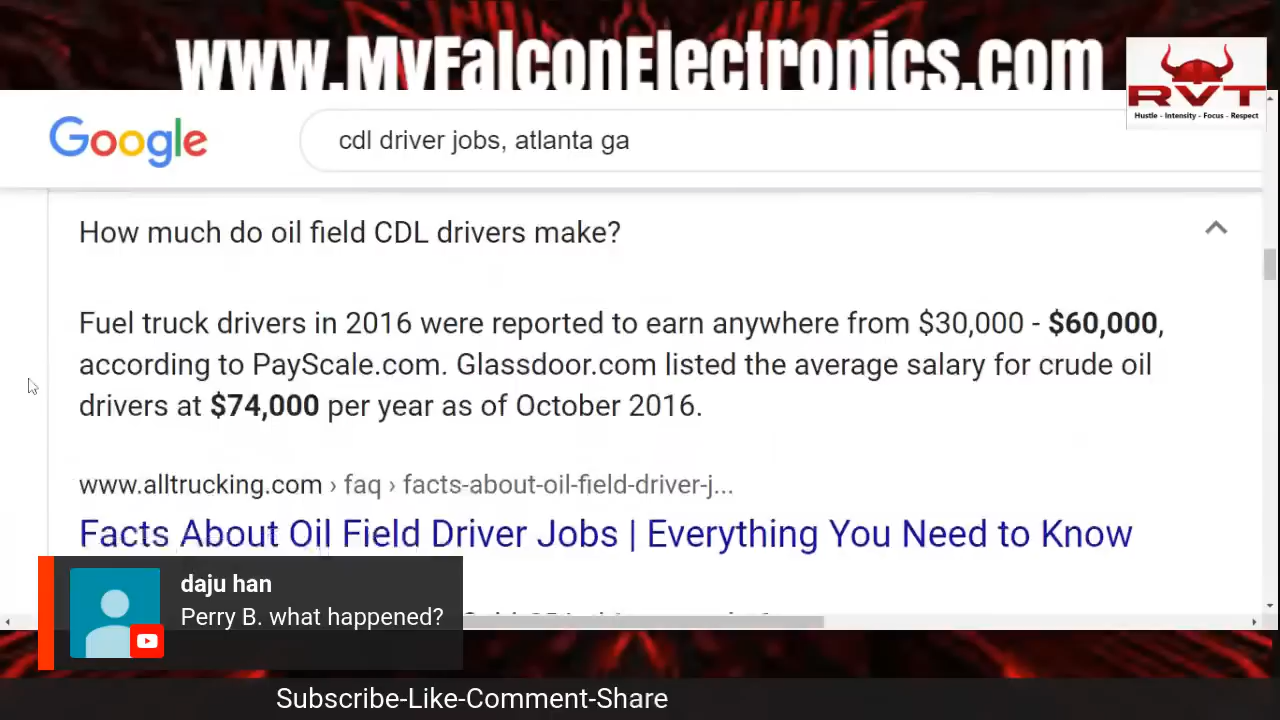 www.MyFalconElectronics.com
RVT
Hustle - Intensity - Focus - Respect
Google
cdl driver jobs, atlanta ga
How much do oil field CDL drivers make?
Fuel truck drivers in 2016 were reported to earn anywhere from $30,000 - $60,000,
according to PayScale.com. Glassdoor.com listed the average salary for crude oil
drivers at $74,000 per year as of October 2016.
www.alltrucking.com › faq › facts-about-oil-field-driver-j...
Facts About Oil Field Driver Jobs | Everything You Need to Know
daju han
Perry B. what happened?
Subscribe-Like-Comment-Share